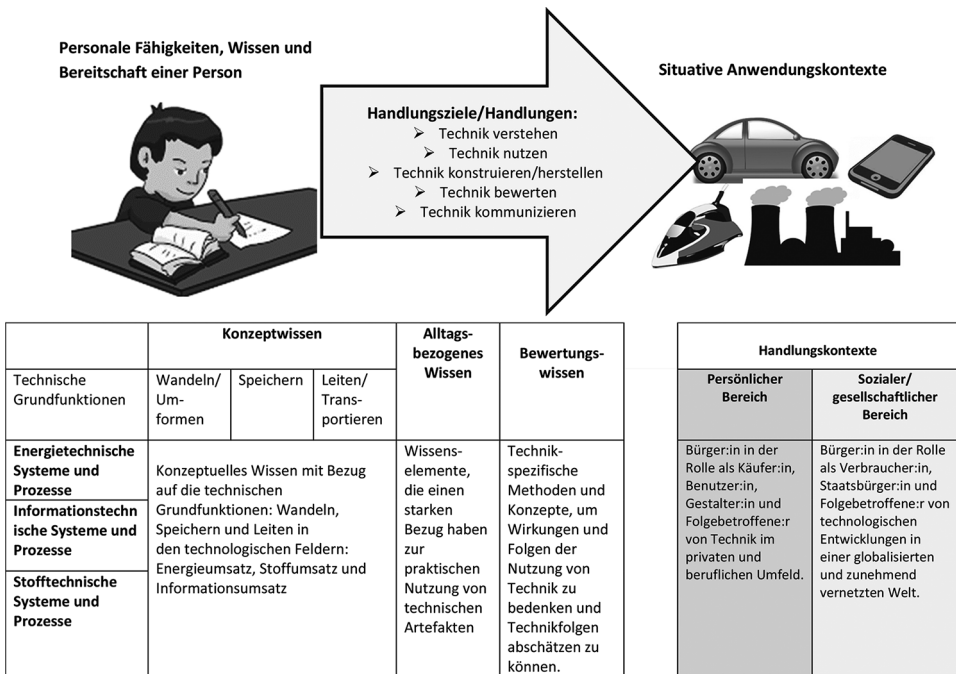 Personale Fähigkeiten, Wissen und
Bereitschaft einer Person
Handlungsziele/Handlungen:
➢ Technik verstehen
➢ Technik nutzen
➢ Technik konstruieren/herstellen
➢ Technik bewerten
➢ Technik kommunizieren
Situative Anwendungskontexte
Konzeptwissen
Alltags-
bezogenes
Wissen
Bewertungs-
wissen
Technische
Grundfunktionen
Wandeln/
Um-
formen
Speichern
Leiten/
Trans-
portieren
Energietechnische
Systeme und
Prozesse
Informationstechn
ische Systeme und
Prozesse
Stofftechnische
Systeme und
Prozesse
Konzeptuelles Wissen mit Bezug
auf die technischen
Grundfunktionen: Wandeln,
Speichern und Leiten in
den technologischen Feldern:
Energieumsatz, Stoffumsatz und
Informationsumsatz
Wissens-
elemente,
die einen
starken
Bezug haben
zur
praktischen
Nutzung von
technischen
Artefakten
Technik-
spezifische
Methoden und
Konzepte, um
Wirkungen und
Folgen der
Nutzung von
Technik zu
bedenken und
Technikfolgen
abschätzen zu
können.
Handlungskontexte
Persönlicher
Bereich
Sozialer/
gesellschaftlicher
Bereich
Bürger:in in der
Rolle als Käufer:in,
Benutzer:in,
Gestalter:in und
Folgebetroffene:r
von Technik im
privaten und
beruflichen Umfeld.
Bürger:in in der Rolle
als Verbraucher:in,
Staatsbürger:in und
Folgebetroffene:r von
technologischen
Entwicklungen in
einer globalisierten
und zunehmend
vernetzten Welt.